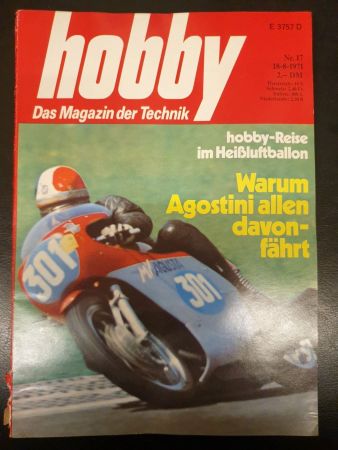 E 3757 D
hobby
Das Magazin der Technik
Nr. 17
18-8-1971
2,– DM
hobby-Reise
im Heißluftballon
Warum
Agostini allen
davon-
fährt
301
AGUSTA
301